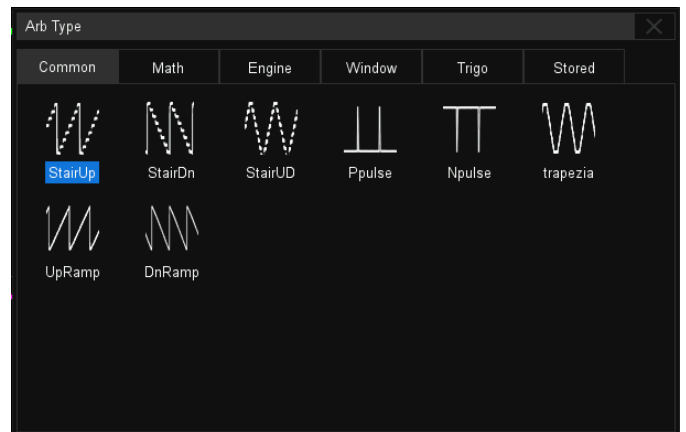 Arb Type
Common Math Engine Window Trigo Stored
StairUp StairDn StairUD Ppulse Npulse trapezia
UpRamp DnRamp